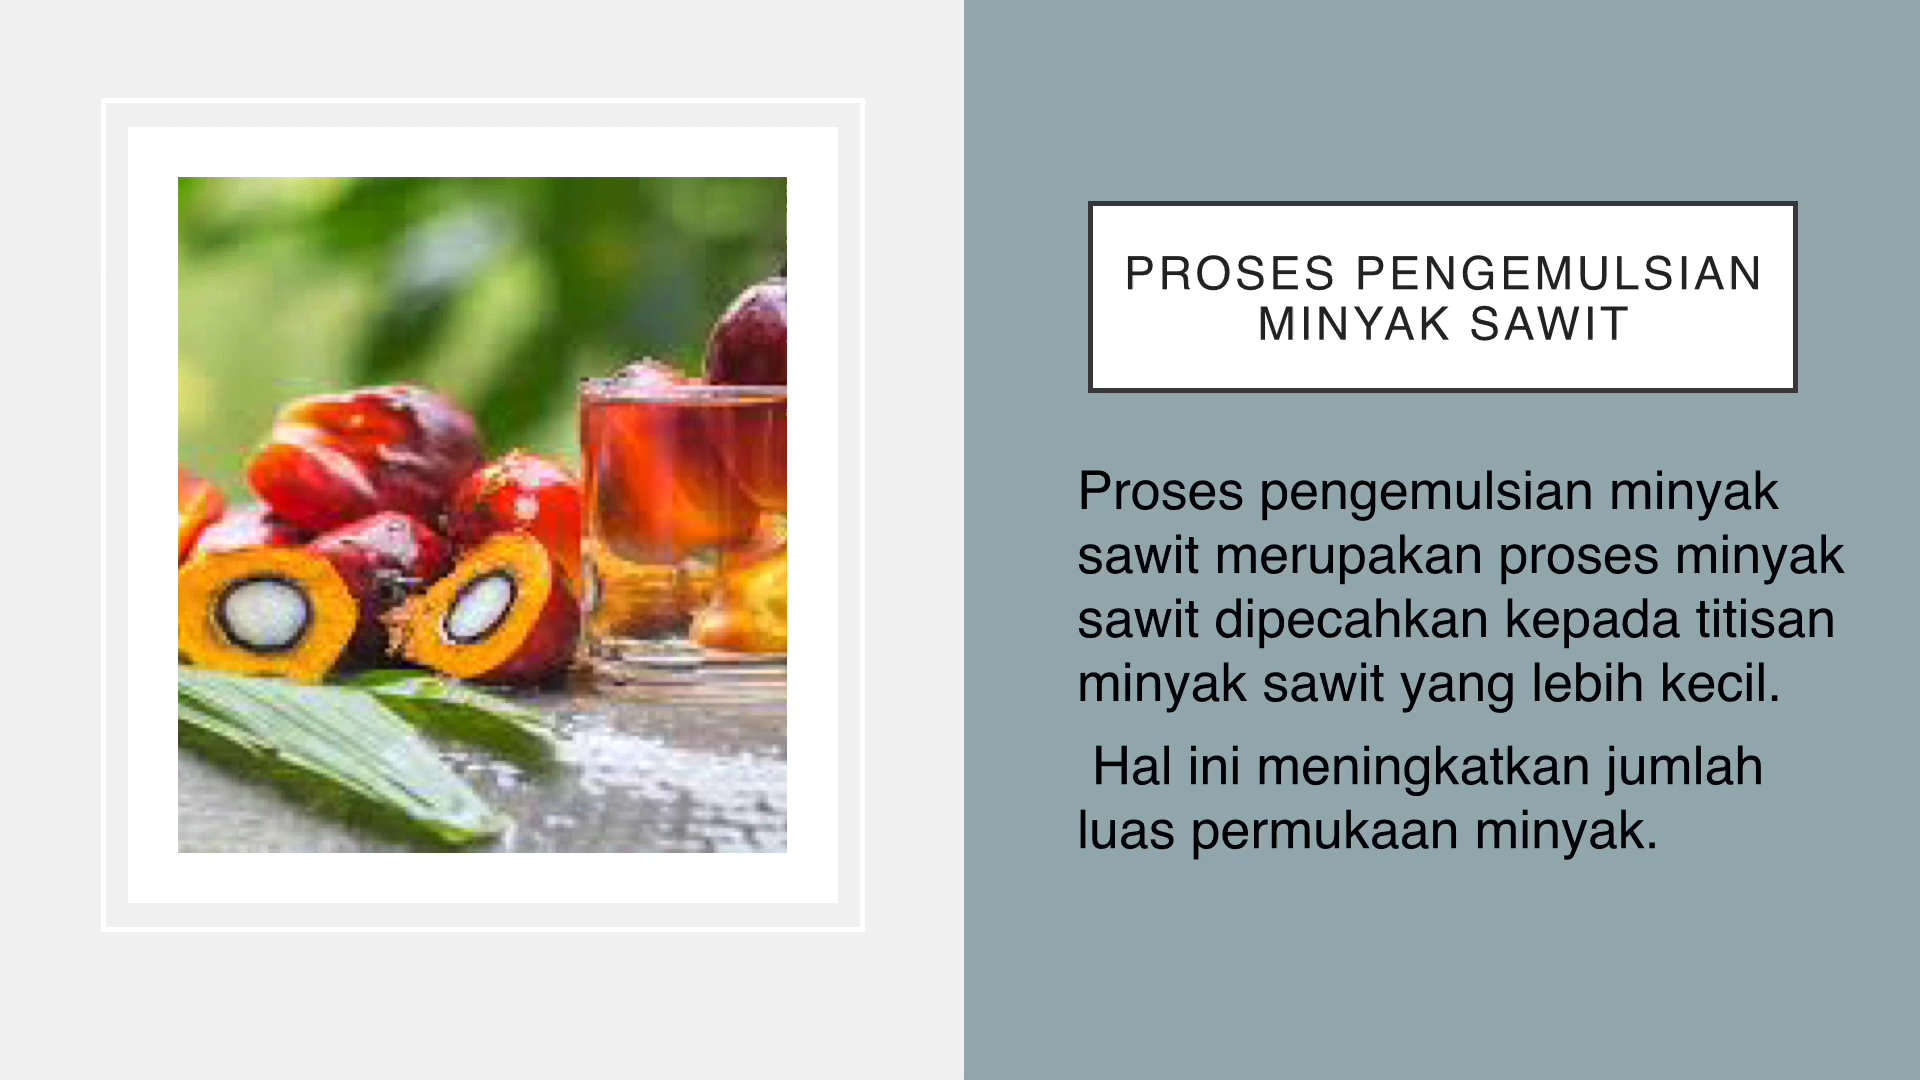 PROSES PENGEMULSIAN
MINYAK SAWIT
Proses pengemulsian minyak
sawit merupakan proses minyak
sawit dipecahkan kepada titisan
minyak sawit yang lebih kecil.
Hal ini meningkatkan jumlah
luas permukaan minyak.